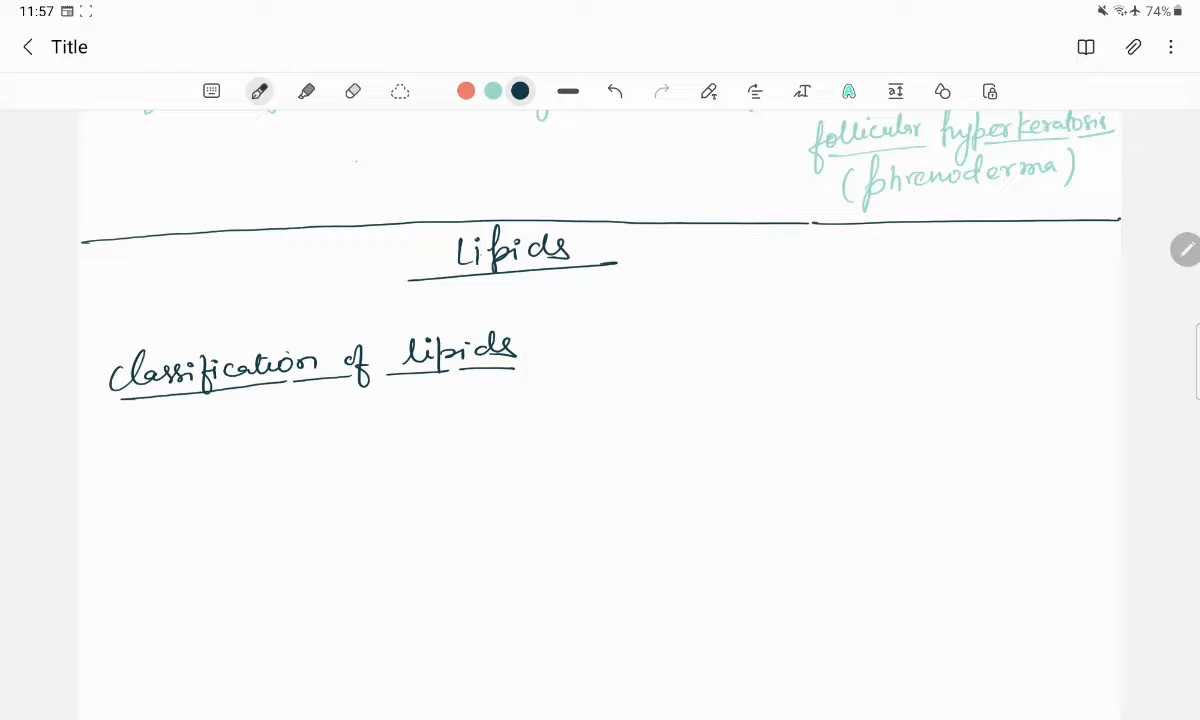 11:57
74%
Title
follicular hyperkeratosis
(phrenoderma)
Lipids
classification of lipids